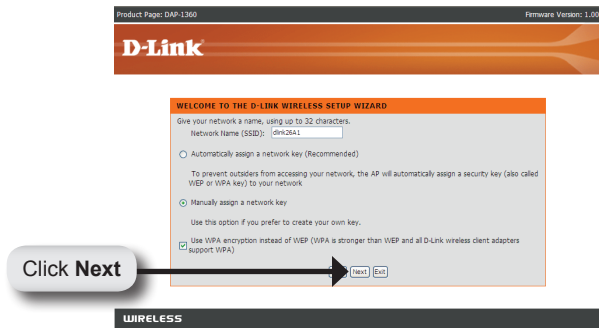 Product Page: DAP-1360
Firmware Version: 1.00
D-Link
WELCOME TO THE D-LINK WIRELESS SETUP WIZARD
Give your network a name, using up to 32 characters.
Network Name (SSID): dlink26A1
Automatically assign a network key (Recommended)
To prevent outsiders from accessing your network, the AP will automatically assign a security key (also called
WEP or WPA key) to your network
Manually assign a network key
Use this option if you prefer to create your own key.
Use WPA encryption instead of WEP (WPA is stronger than WEP and all D-Link wireless client adapters
support WPA)
Click Next
Next Exit
WIRELESS